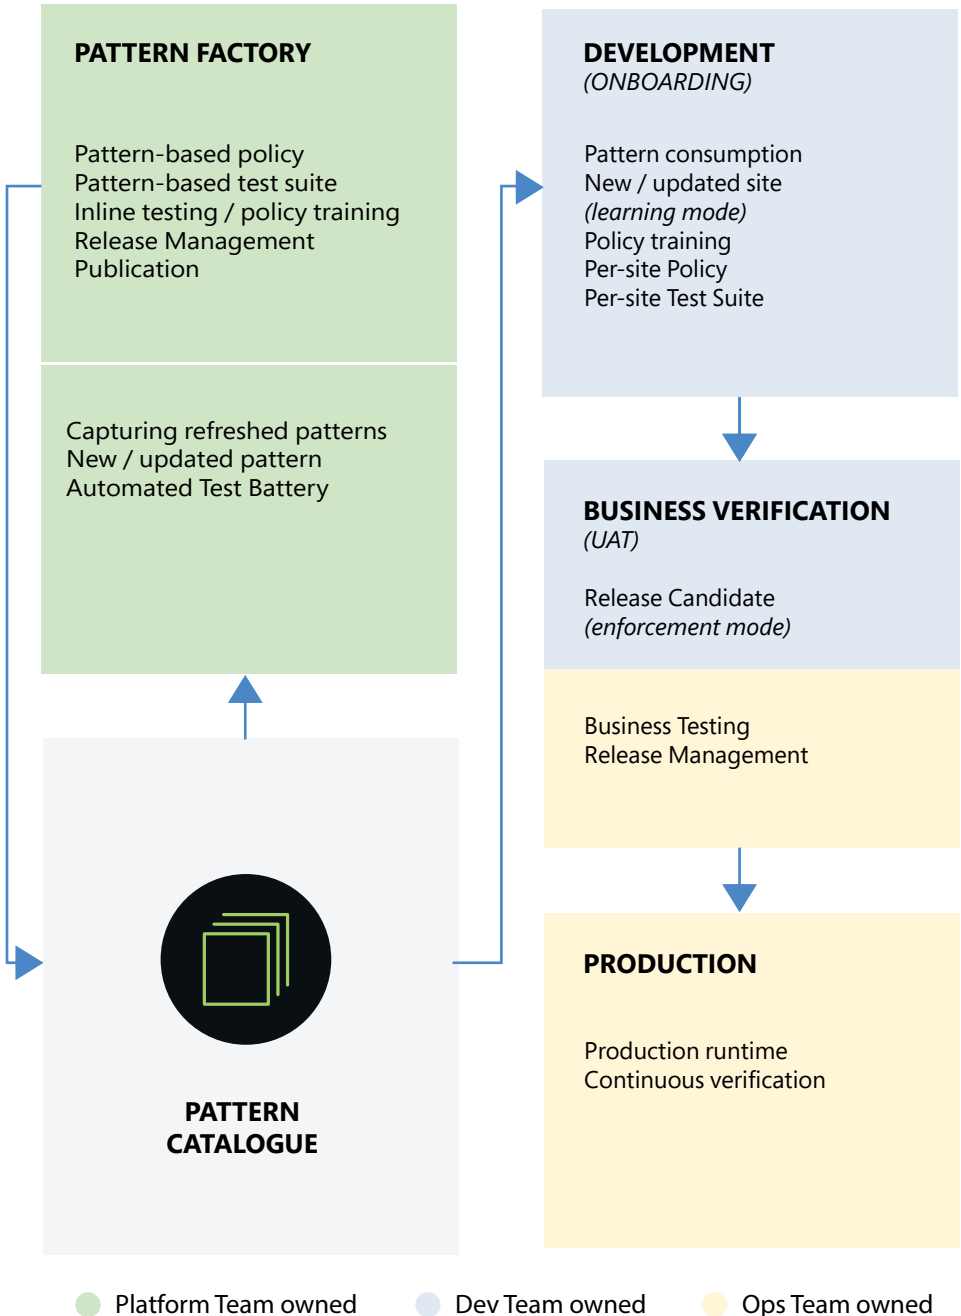 PATTERN FACTORY
Pattern-based policy
Pattern-based test suite
Inline testing / policy training
Release Management
Publication
Capturing refreshed patterns
New / updated pattern
Automated Test Battery
PATTERN
CATALOGUE
DEVELOPMENT
(ONBOARDING)
Pattern consumption
New / updated site
(learning mode)
Policy training
Per-site Policy
Per-site Test Suite
BUSINESS VERIFICATION
(UAT)
Release Candidate
(enforcement mode)
Business Testing
Release Management
PRODUCTION
Production runtime
Continuous verification
Platform Team owned
Dev Team owned
Ops Team owned